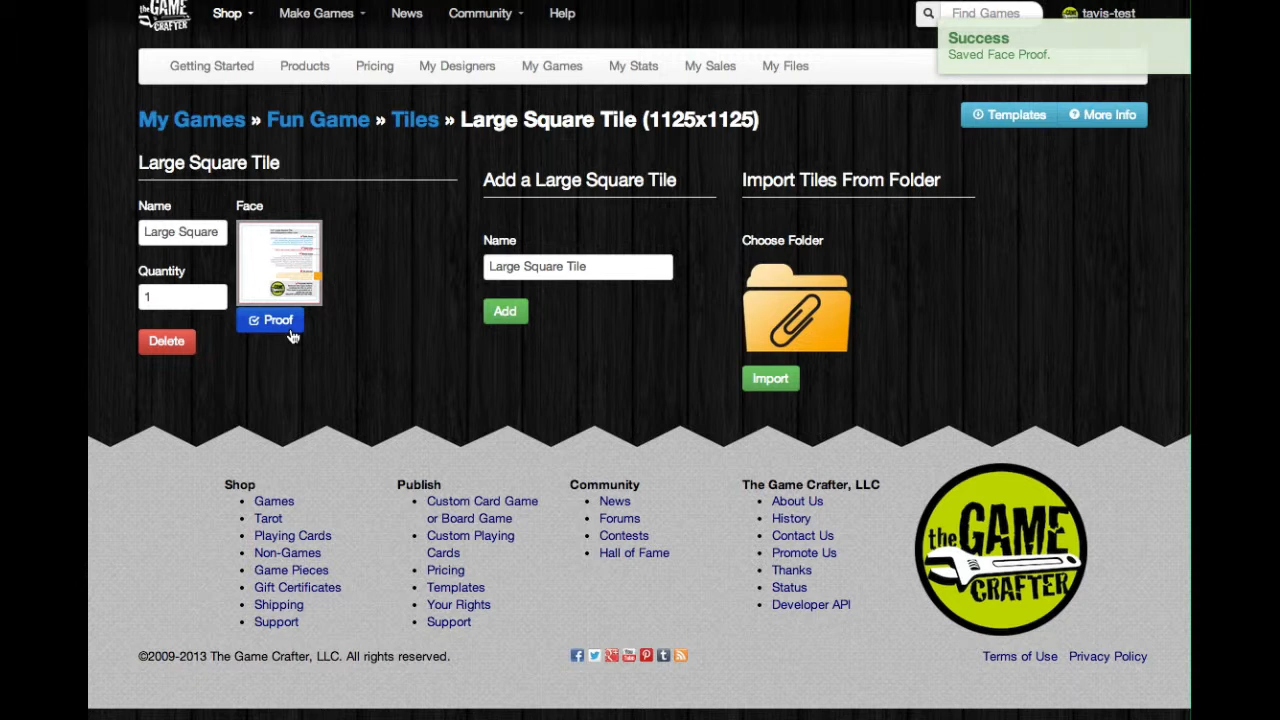 the GAME CRAFTER
Shop
Make Games
News
Community
Help
Find Games
tavis-test
Success
Saved Face Proof.
Getting Started
Products
Pricing
My Designers
My Games
My Stats
My Sales
My Files
My Games » Fun Game » Tiles » Large Square Tile (1125x1125)
Templates
More Info
Large Square Tile
Name
Face
Large Square
Quantity
1
Proof
Delete
Add a Large Square Tile
Name
Large Square Tile
Add
Import Tiles From Folder
Choose Folder
Import
Shop
Games
Tarot
Playing Cards
Non-Games
Game Pieces
Gift Certificates
Shipping
Support
Publish
Custom Card Game
or Board Game
Custom Playing
Cards
Pricing
Templates
Your Rights
Support
Community
News
Forums
Contests
Hall of Fame
The Game Crafter, LLC
About Us
History
Contact Us
Promote Us
Thanks
Status
Developer API
the GAME
CRAFTER
©2009-2013 The Game Crafter, LLC. All rights reserved.
Terms of Use
Privacy Policy